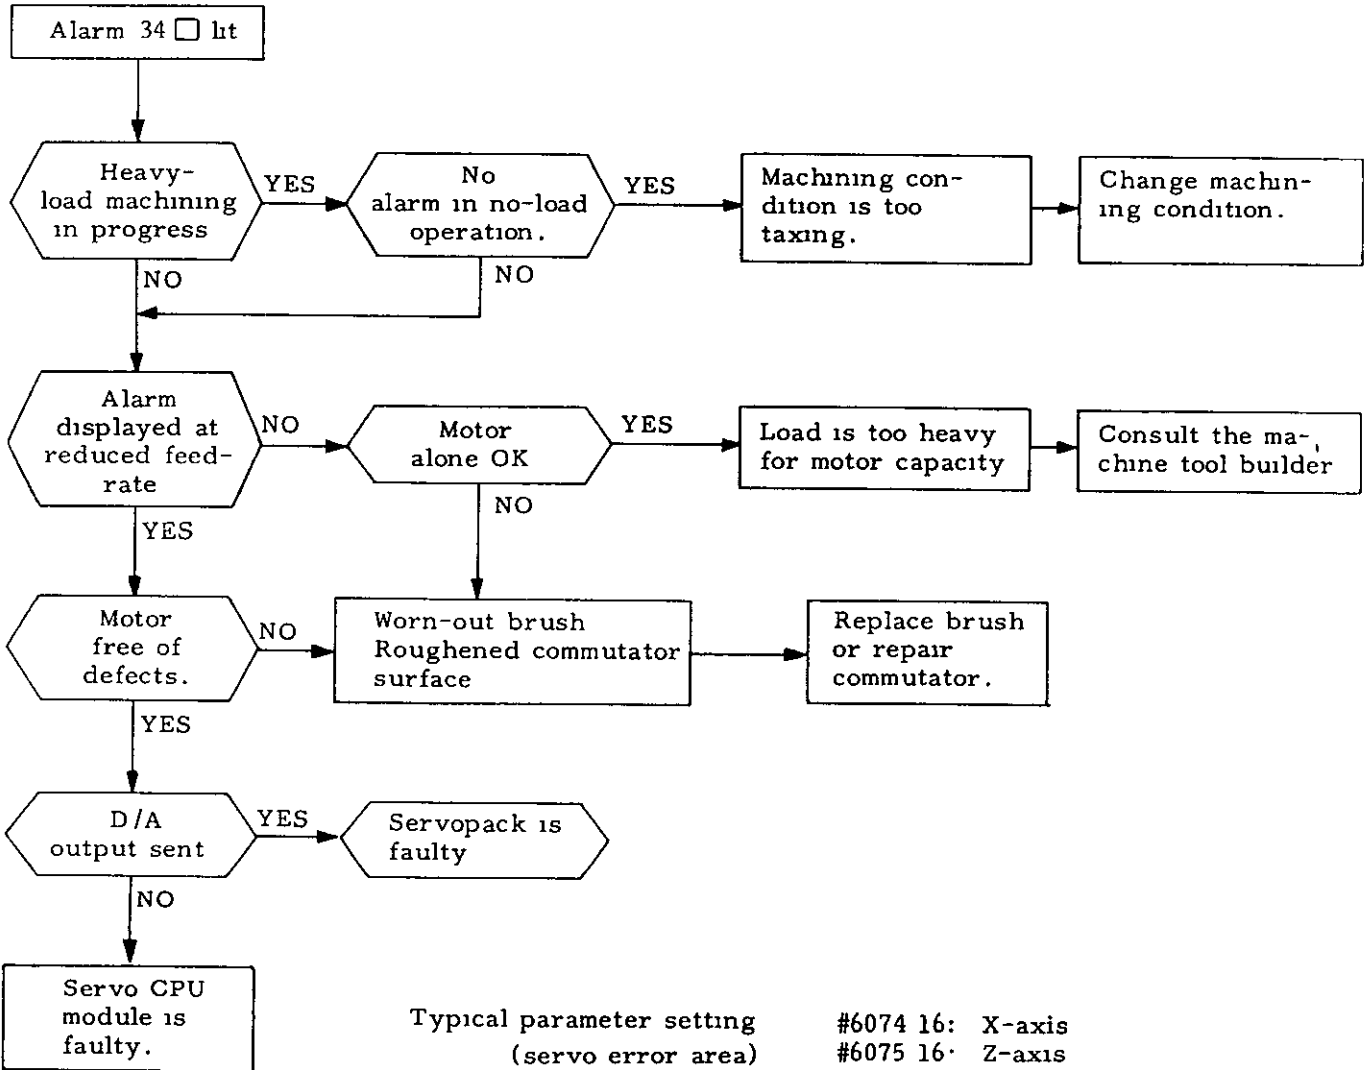 Alarm 34 □ lit
Heavy-
load machining
in progress
YES
No
alarm in no-load
operation.
YES
Machining con-
dition is too
taxing.
Change machin-
ing condition.
NO
NO
Alarm
displayed at
reduced feed-
rate
NO
Motor
alone OK
YES
Load is too heavy
for motor capacity
Consult the ma-
chine tool builder
YES
NO
Motor
free of
defects.
NO
Worn-out brush
Roughened commutator
surface
Replace brush
or repair
commutator.
YES
D/A
output sent
YES
Servopack is
faulty
NO
Servo CPU
module is
faulty.
Typical parameter setting #6074 16: X-axis
(servo error area) #6075 16· Z-axis